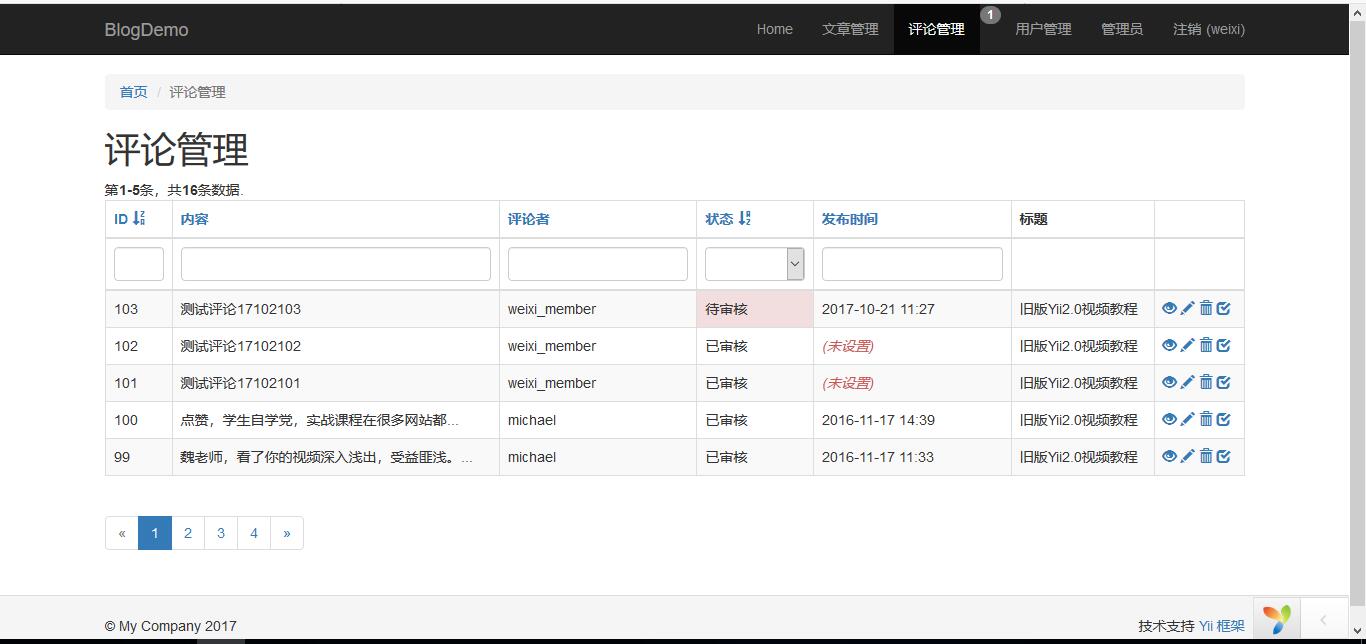 BlogDemo Home 文章管理 评论管理 1 用户管理 管理员 注销 (weixi)
首页 / 评论管理
评论管理
第1-5条，共16条数据.
ID 内容 评论者 状态 发布时间 标题
103 测试评论17102103 weixi_member 待审核 2017-10-21 11:27 旧版Yii2.0视频教程
102 测试评论17102102 weixi_member 已审核 (未设置) 旧版Yii2.0视频教程
101 测试评论17102101 weixi_member 已审核 (未设置) 旧版Yii2.0视频教程
100 点赞，学生自学党，实战课程在很多网站都... michael 已审核 2016-11-17 14:39 旧版Yii2.0视频教程
99 魏老师，看了你的视频深入浅出，受益匪浅。... michael 已审核 2016-11-17 11:33 旧版Yii2.0视频教程
« 1 2 3 4 »
© My Company 2017 技术支持 Yii 框架